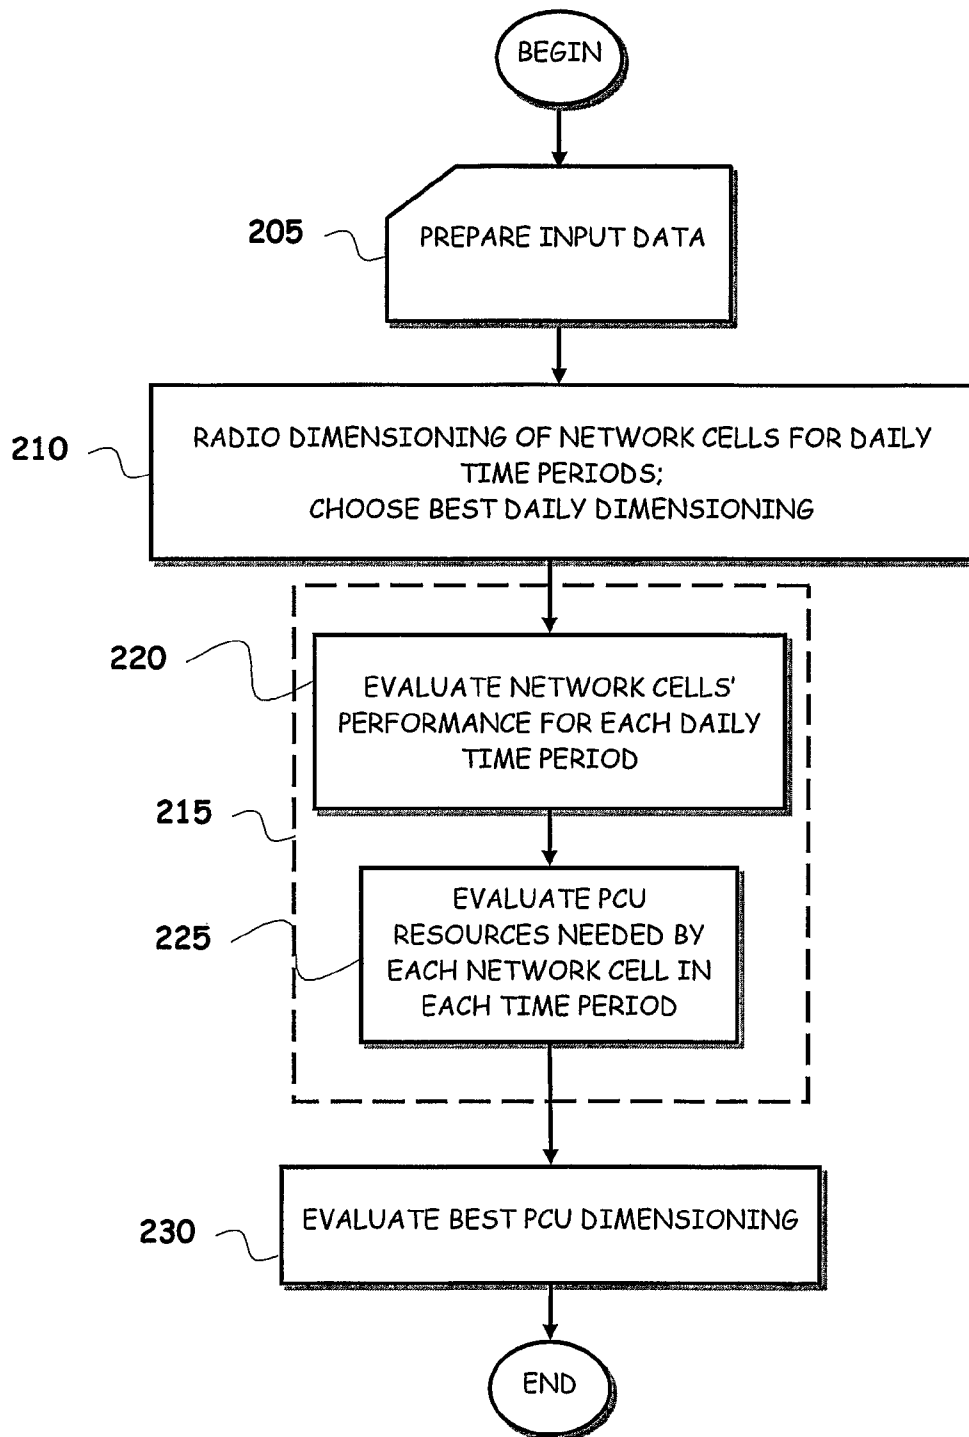 BEGIN
205
PREPARE INPUT DATA
210
RADIO DIMENSIONING OF NETWORK CELLS FOR DAILY
TIME PERIODS;
CHOOSE BEST DAILY DIMENSIONING
220
EVALUATE NETWORK CELLS'
PERFORMANCE FOR EACH DAILY
TIME PERIOD
215
225
EVALUATE PCU
RESOURCES NEEDED BY
EACH NETWORK CELL IN
EACH TIME PERIOD
230
EVALUATE BEST PCU DIMENSIONING
END